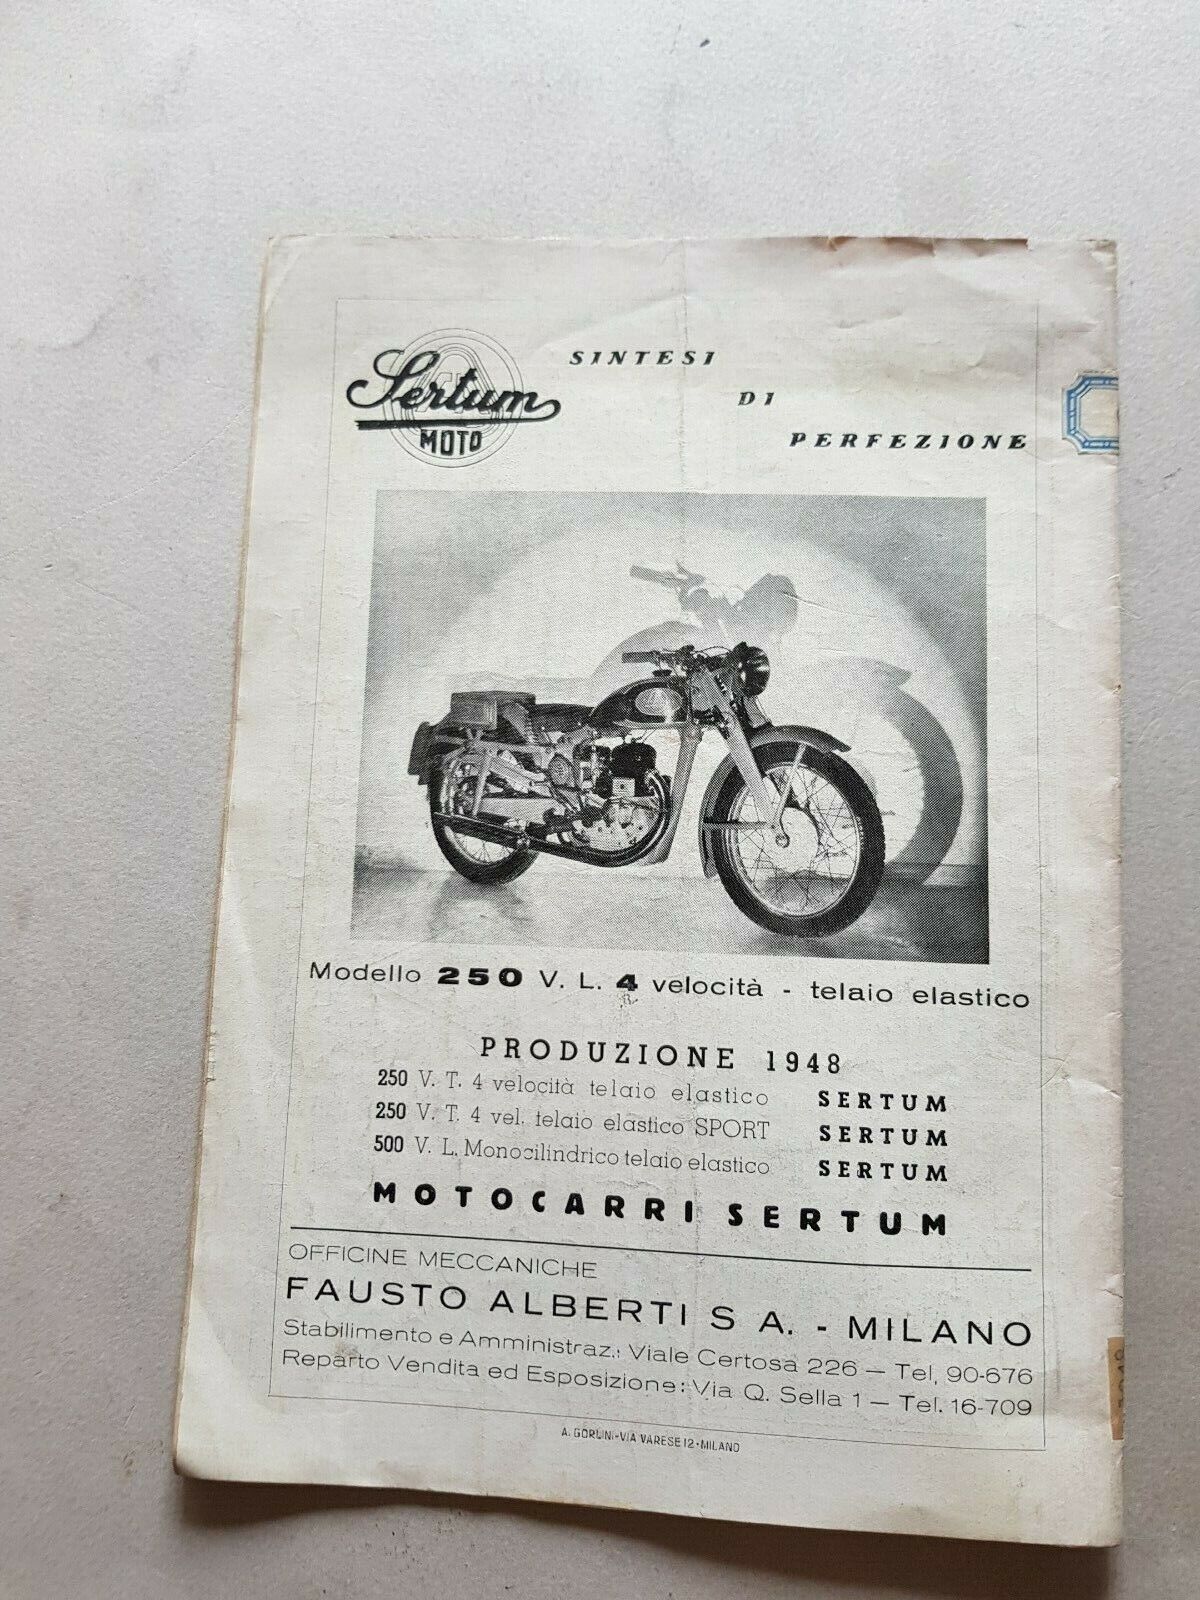 Sertum
MOTO
SINTESI
DI
PERFEZIONE
Modello 250 V. L. 4 velocità - telaio elastico
PRODUZIONE 1948
250 V. T. 4 velocità telaio elastico SERTUM
250 V. T. 4 vel. telaio elastico SPORT SERTUM
500 V. L. Monocilindrico telaio elastico SERTUM
MOTOCARRI SERTUM
OFFICINE MECCANICHE
FAUSTO ALBERTI S A. - MILANO
Stabilimento e Amministraz.: Viale Certosa 226 — Tel, 90-676
Reparto Vendita ed Esposizione: Via Q. Sella 1 — Tel. 16-709
A. GORLINI-VIA VARESE 12-MILANO